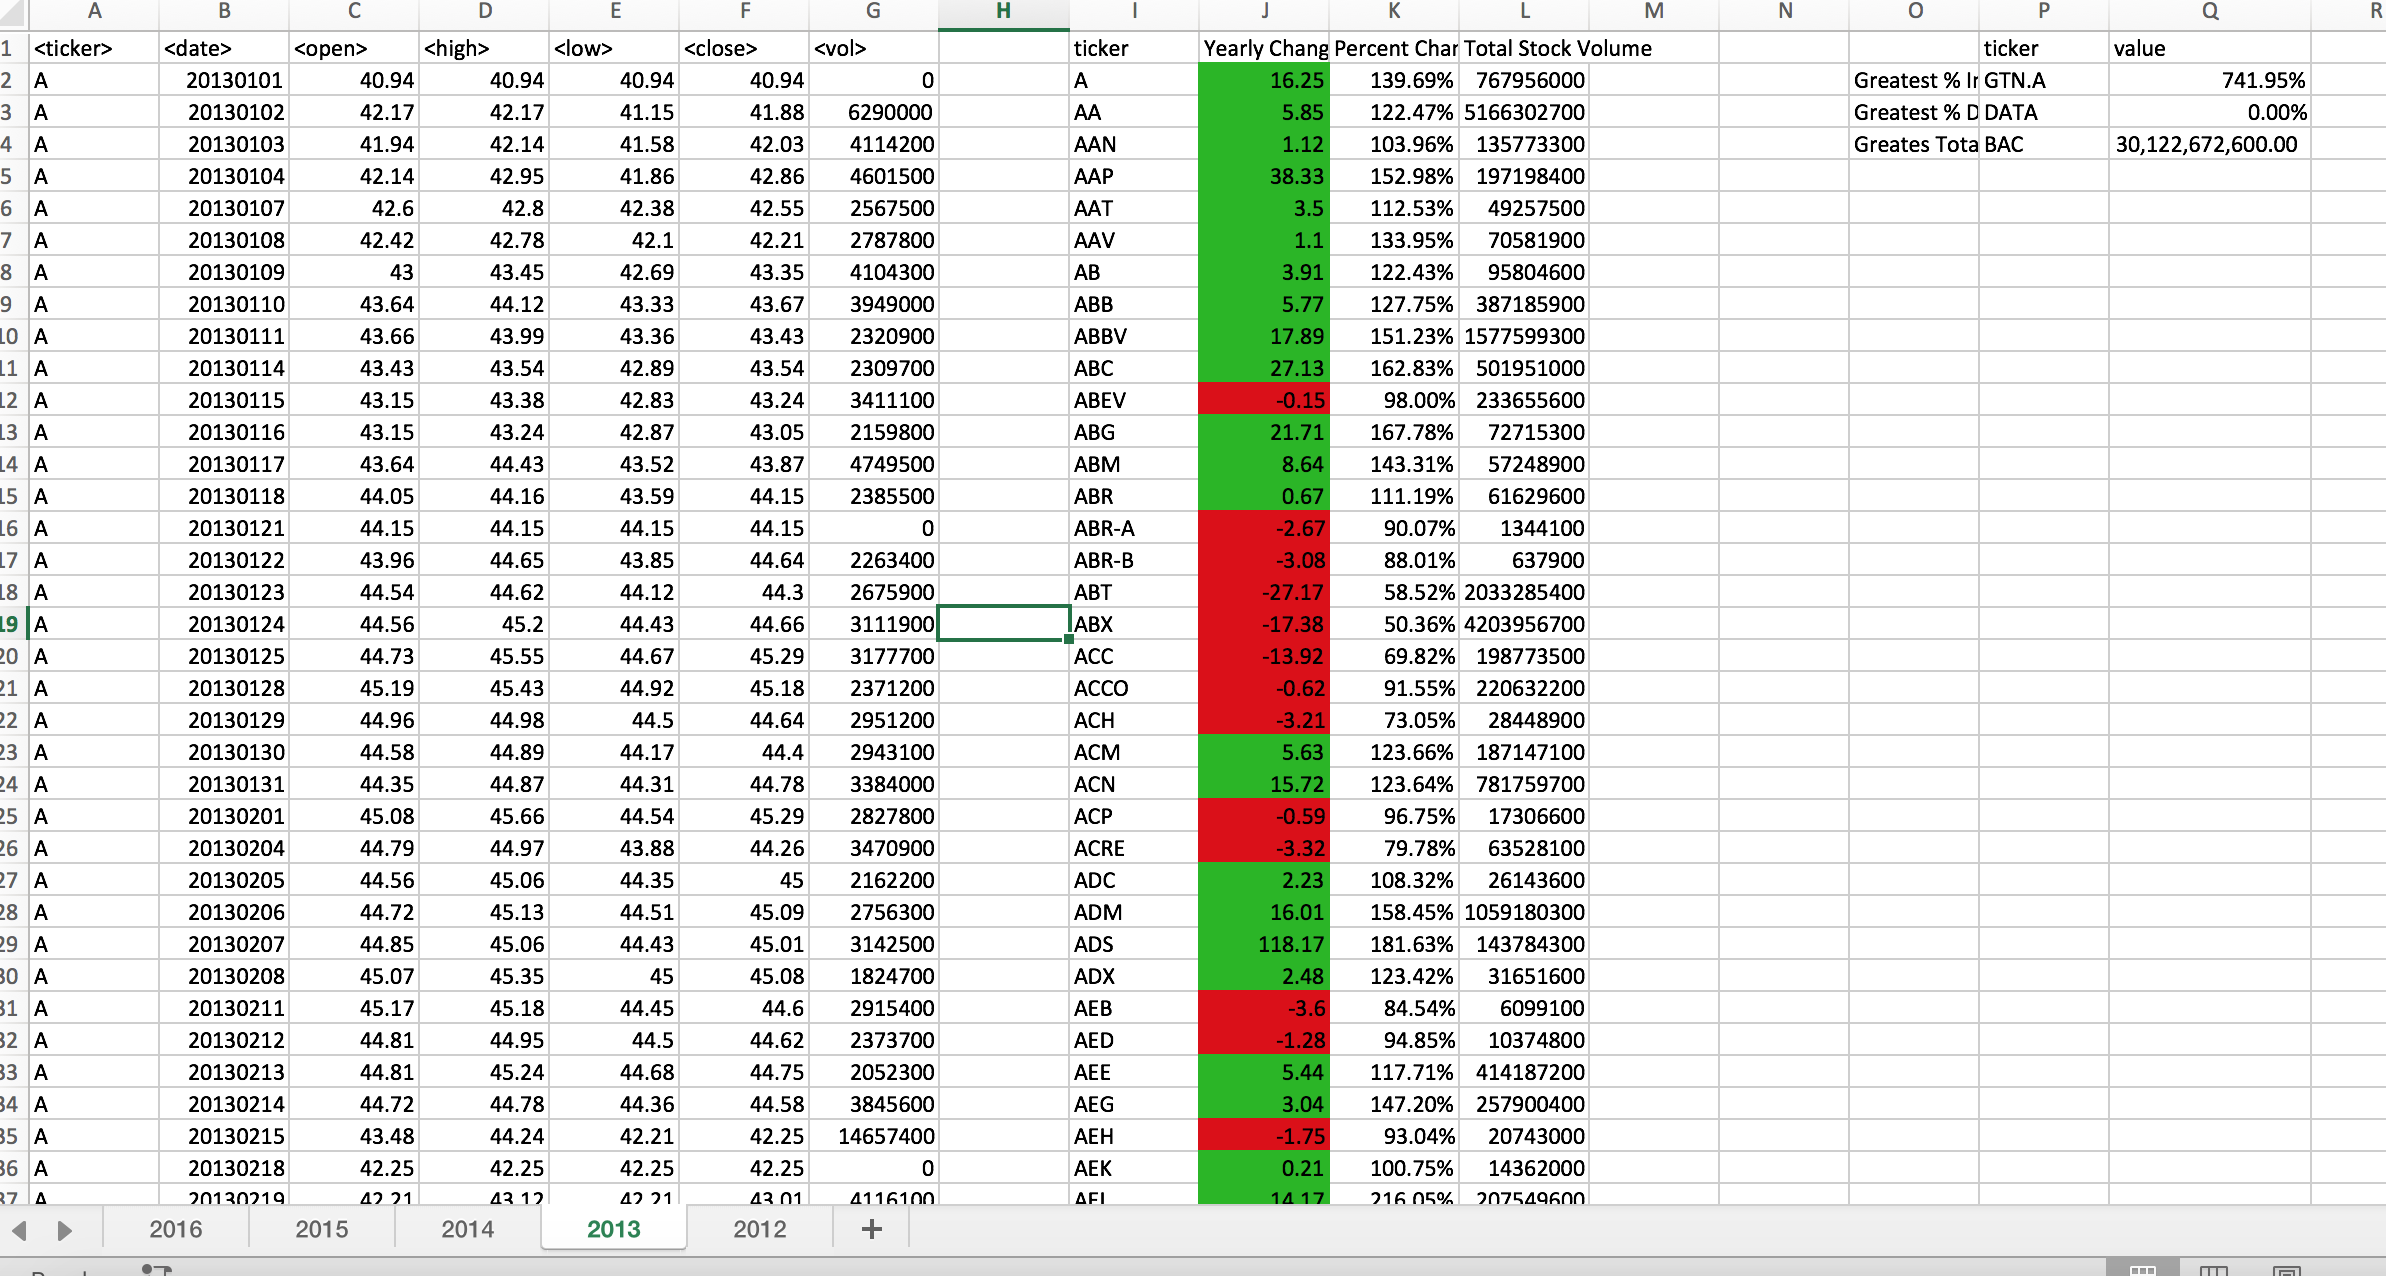 A B C D E F G H I J K L M N O P Q R
1 <ticker> <date> <open> <high> <low> <close> <vol> ticker Yearly Chang Percent Char Total Stock Volume ticker value
2 A 20130101 40.94 40.94 40.94 40.94 0 A 16.25 139.69% 767956000 Greatest % Ir GTN.A 741.95%
3 A 20130102 42.17 42.17 41.15 41.88 6290000 AA 5.85 122.47% 5166302700 Greatest % D DATA 0.00%
4 A 20130103 41.94 42.14 41.58 42.03 4114200 AAN 1.12 103.96% 135773300 Greates Tota BAC 30,122,672,600.00
5 A 20130104 42.14 42.95 41.86 42.86 4601500 AAP 38.33 152.98% 197198400
6 A 20130107 42.6 42.8 42.38 42.55 2567500 AAT 3.5 112.53% 49257500
7 A 20130108 42.42 42.78 42.1 42.21 2787800 AAV 1.1 133.95% 70581900
8 A 20130109 43 43.45 42.69 43.35 4104300 AB 3.91 122.43% 95804600
9 A 20130110 43.64 44.12 43.33 43.67 3949000 ABB 5.77 127.75% 387185900
10 A 20130111 43.66 43.99 43.36 43.43 2320900 ABBV 17.89 151.23% 1577599300
11 A 20130114 43.43 43.54 42.89 43.54 2309700 ABC 27.13 162.83% 501951000
12 A 20130115 43.15 43.38 42.83 43.24 3411100 ABEV -0.15 98.00% 233655600
13 A 20130116 43.15 43.24 42.87 43.05 2159800 ABG 21.71 167.78% 72715300
14 A 20130117 43.64 44.43 43.52 43.87 4749500 ABM 8.64 143.31% 57248900
15 A 20130118 44.05 44.16 43.59 44.15 2385500 ABR 0.67 111.19% 61629600
16 A 20130121 44.15 44.15 44.15 44.15 0 ABR-A -2.67 90.07% 1344100
17 A 20130122 43.96 44.65 43.85 44.64 2263400 ABR-B -3.08 88.01% 637900
18 A 20130123 44.54 44.62 44.12 44.3 2675900 ABT -27.17 58.52% 2033285400
19 A 20130124 44.56 45.2 44.43 44.66 3111900 ABX -17.38 50.36% 4203956700
20 A 20130125 44.73 45.55 44.67 45.29 3177700 ACC -13.92 69.82% 198773500
21 A 20130128 45.19 45.43 44.92 45.18 2371200 ACCO -0.62 91.55% 220632200
22 A 20130129 44.96 44.98 44.5 44.64 2951200 ACH -3.21 73.05% 28448900
23 A 20130130 44.58 44.89 44.17 44.4 2943100 ACM 5.63 123.66% 187147100
24 A 20130131 44.35 44.87 44.31 44.78 3384000 ACN 15.72 123.64% 781759700
25 A 20130201 45.08 45.66 44.54 45.29 2827800 ACP -0.59 96.75% 17306600
26 A 20130204 44.79 44.97 43.88 44.26 3470900 ACRE -3.32 79.78% 63528100
27 A 20130205 44.56 45.06 44.35 45 2162200 ADC 2.23 108.32% 26143600
28 A 20130206 44.72 45.13 44.51 45.09 2756300 ADM 16.01 158.45% 1059180300
29 A 20130207 44.85 45.06 44.43 45.01 3142500 ADS 118.17 181.63% 143784300
30 A 20130208 45.07 45.35 45 45.08 1824700 ADX 2.48 123.42% 31651600
31 A 20130211 45.17 45.18 44.45 44.6 2915400 AEB -3.6 84.54% 6099100
32 A 20130212 44.81 44.95 44.5 44.62 2373700 AED -1.28 94.85% 10374800
33 A 20130213 44.81 45.24 44.68 44.75 2052300 AEE 5.44 117.71% 414187200
34 A 20130214 44.72 44.78 44.36 44.58 3845600 AEG 3.04 147.20% 257900400
35 A 20130215 43.48 44.24 42.21 42.25 14657400 AEH -1.75 93.04% 20743000
36 A 20130218 42.25 42.25 42.25 42.25 0 AEK 0.21 100.75% 14362000
37 A 20130219 42.21 43.12 42.21 43.01 4116100 14.17 216.05% 207549600
2016 2015 2014 2013 2012